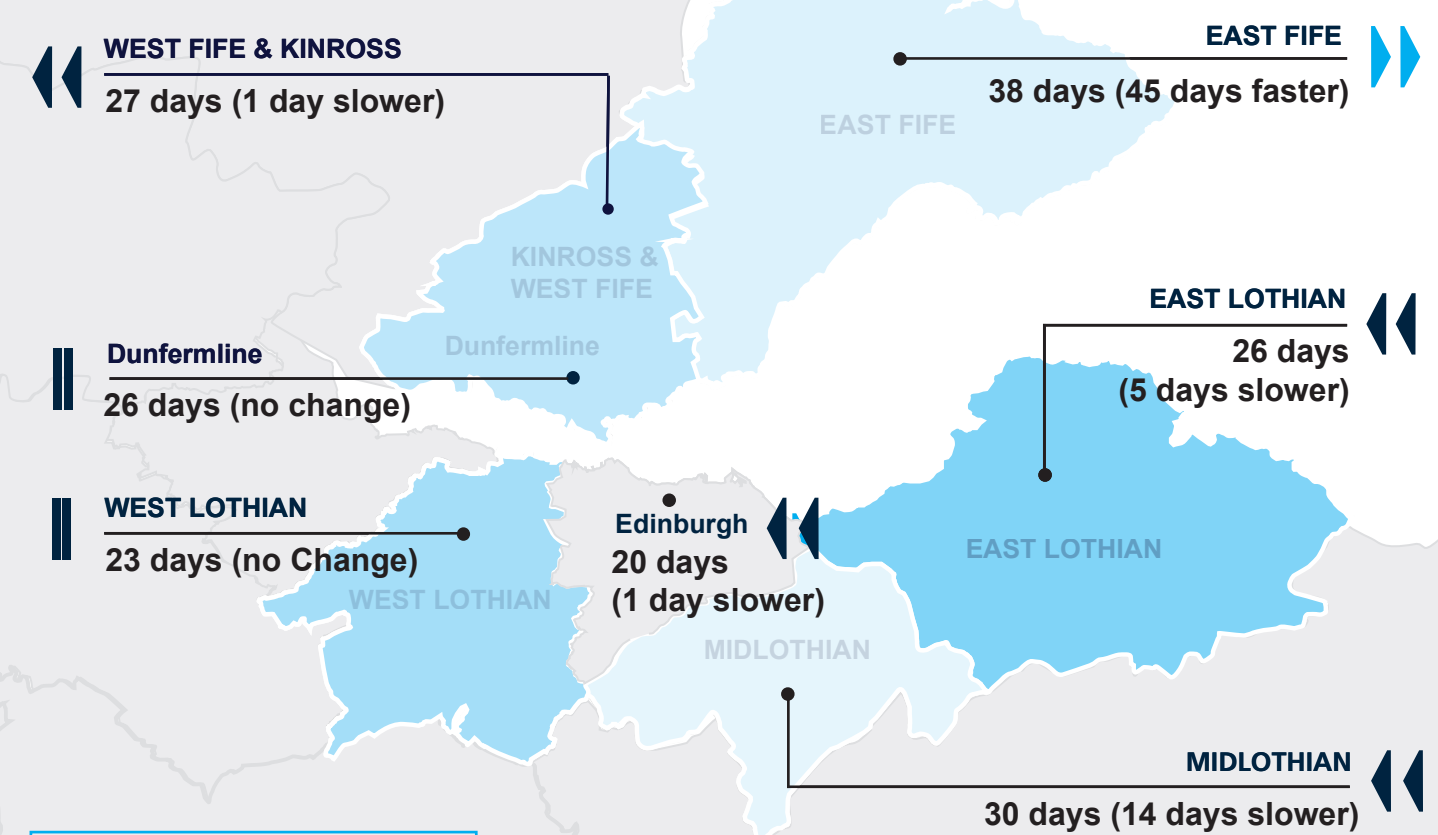 WEST FIFE & KINROSS
27 days (1 day slower)
EAST FIFE
38 days (45 days faster)
EAST FIFE
KINROSS &
WEST FIFE
Dunfermline
Dunfermline
26 days (no change)
EAST LOTHIAN
26 days
(5 days slower)
WEST LOTHIAN
23 days (no Change)
WEST LOTHIAN
Edinburgh
20 days
(1 day slower)
EAST LOTHIAN
MIDLOTHIAN
MIDLOTHIAN
30 days (14 days slower)